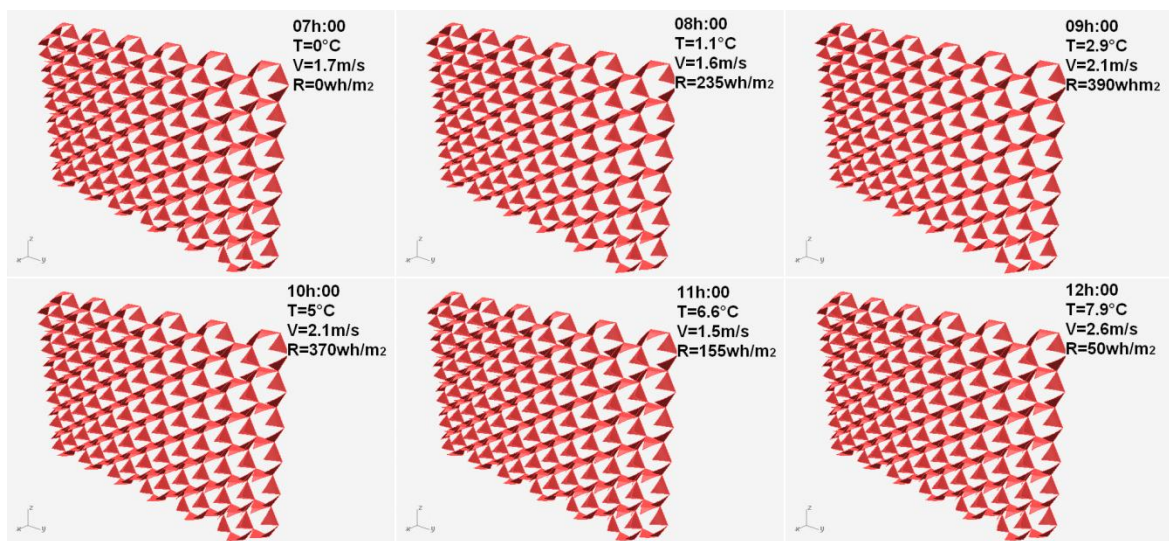 07h:00
T=0°C
V=1.7m/s
R=0wh/m2
z
x y
08h:00
T=1.1°C
V=1.6m/s
R=235wh/m2
z
x y
09h:00
T=2.9°C
V=2.1m/s
R=390whm2
z
x y
10h:00
T=5°C
V=2.1m/s
R=370wh/m2
z
x y
11h:00
T=6.6°C
V=1.5m/s
R=155wh/m2
z
x y
12h:00
T=7.9°C
V=2.6m/s
R=50wh/m2
z
x y